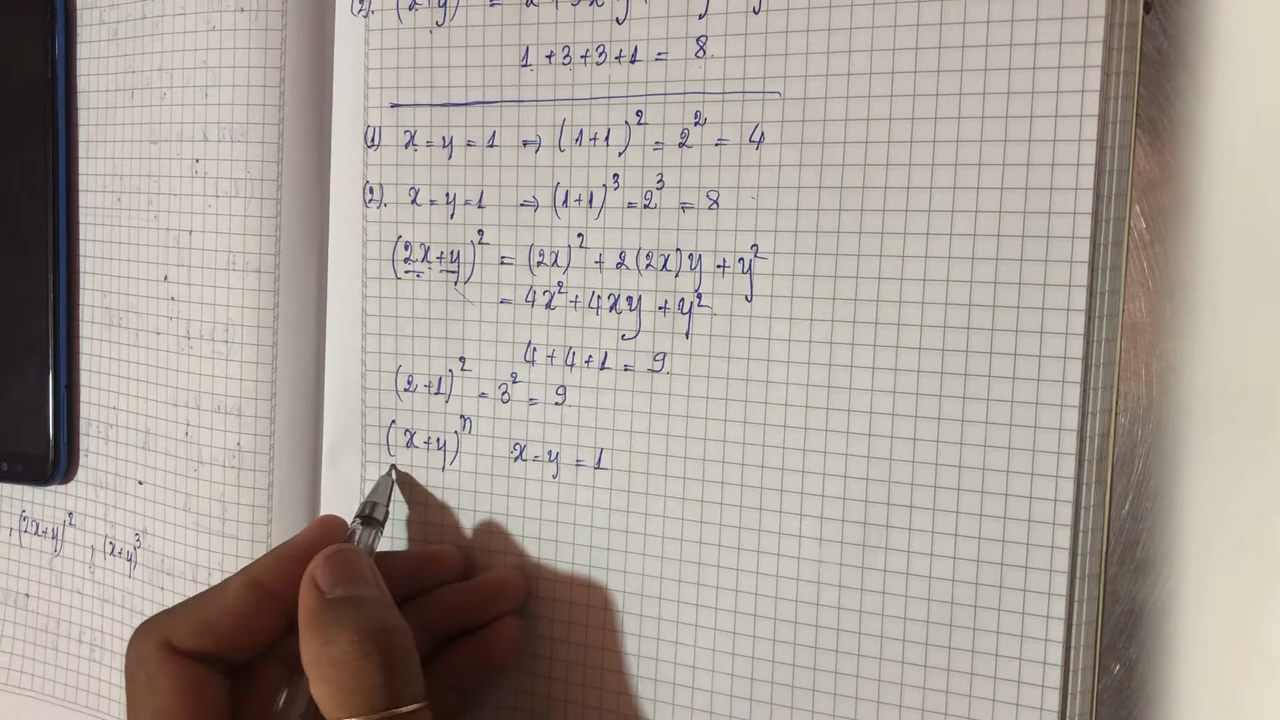 1 + 3 + 3 + 1 = 8.
(1) x = y = 1 ⇒ (1+1)² = 2² = 4
(2). x = y = 1 ⇒ (1+1)³ = 2³ = 8
(2x+y)² = (2x)² + 2(2x)y + y²
= 4x² + 4xy + y²
4 + 4 + 1 = 9.
(2+1)² = 3² = 9
(x+y)ⁿ x = y = 1
, (2x+y)² , (x+y)³